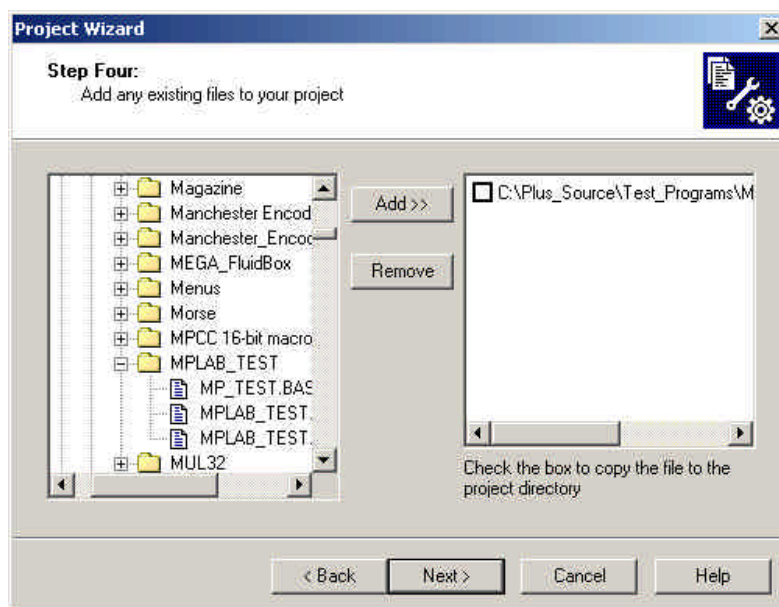 Project Wizard
Step Four:
Add any existing files to your project
Magazine
Manchester Encod
Manchester_Encod
MEGA_FluidBox
Menus
Morse
MPCC 16-bit macro
MPLAB_TEST
MP_TEST.BAS
MPLAB_TEST.
MPLAB_TEST.
MUL32
Add >>
Remove
C:\Plus_Source\Test_Programs\M
Check the box to copy the file to the
project directory
< Back
Next >
Cancel
Help